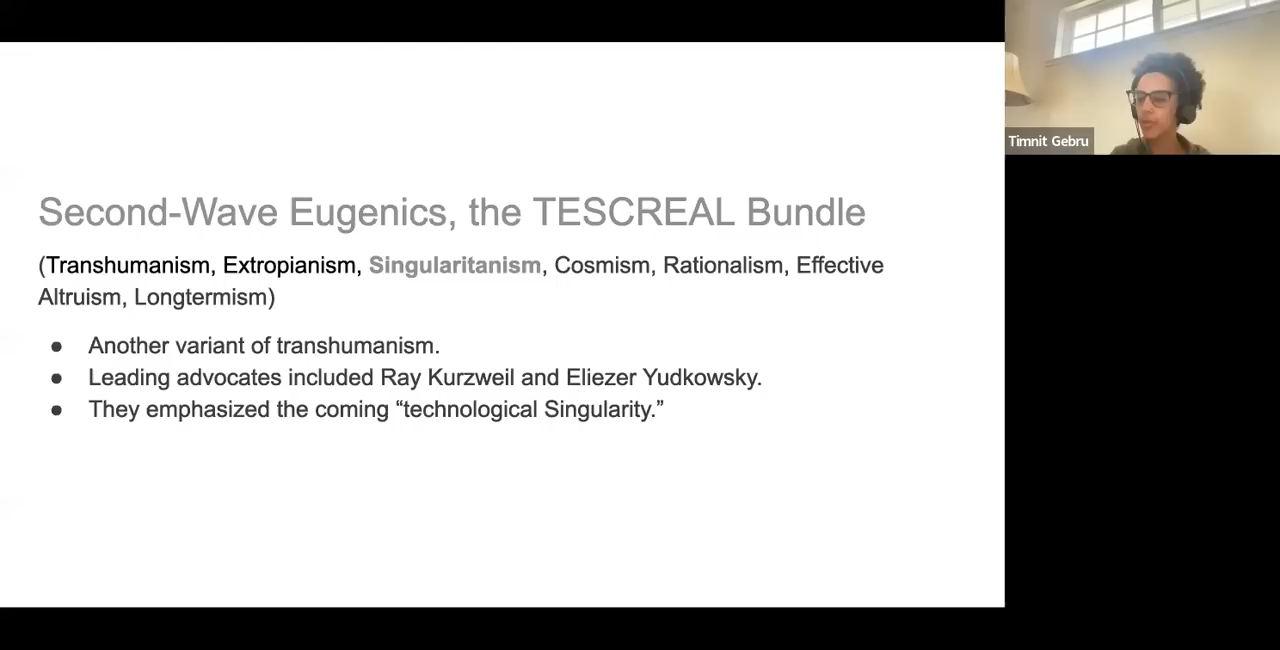 Second-Wave Eugenics, the TESCREAL Bundle
(Transhumanism, Extropianism, Singularitanism, Cosmism, Rationalism, Effective
Altruism, Longtermism)
● Another variant of transhumanism.
● Leading advocates included Ray Kurzweil and Eliezer Yudkowsky.
● They emphasized the coming “technological Singularity.”
Timnit Gebru